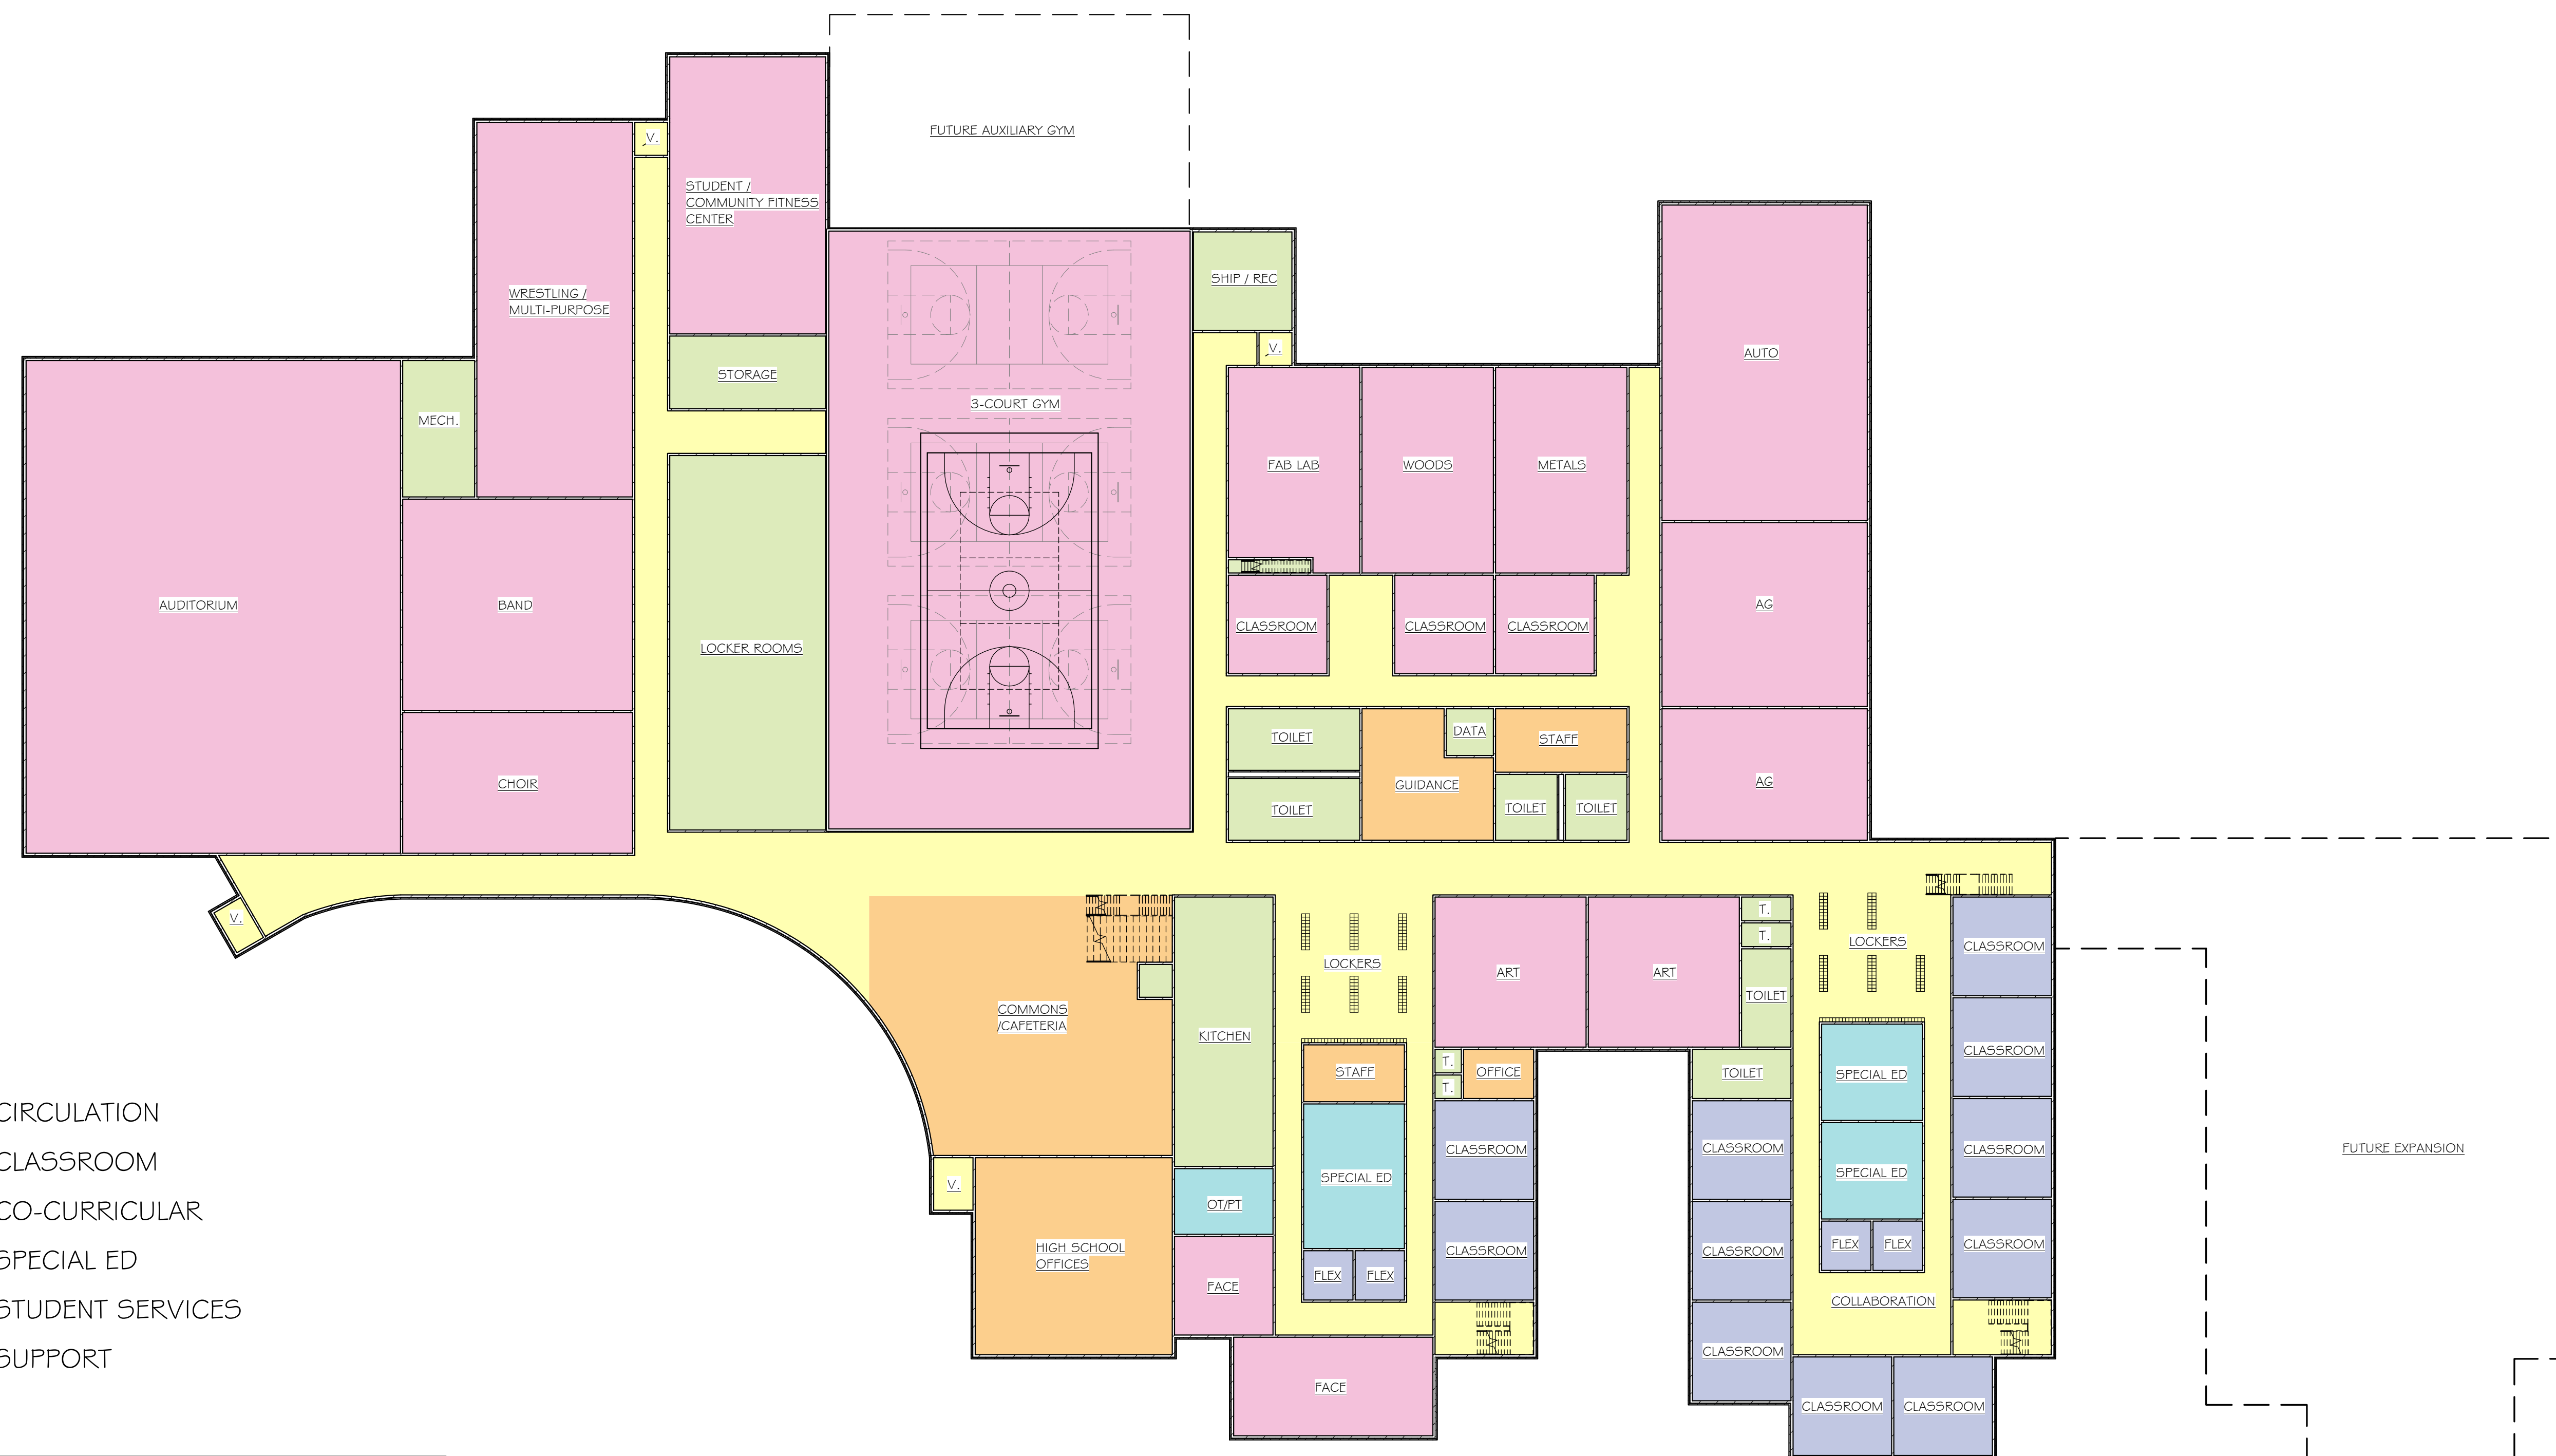 FUTURE AUXILIARY GYM
V.
STUDENT /
COMMUNITY FITNESS
CENTER
WRESTLING /
MULTI-PURPOSE
SHIP / REC
V.
AUTO
STORAGE
3-COURT GYM
MECH.
FAB LAB
WOODS
METALS
AUDITORIUM
BAND
AG
CLASSROOM
CLASSROOM
CLASSROOM
LOCKER ROOMS
TOILET
DATA
STAFF
CHOIR
GUIDANCE
AG
TOILET
TOILET
TOILET
V.
T.
T.
LOCKERS
CLASSROOM
LOCKERS
ART
ART
TOILET
COMMONS
/CAFETERIA
KITCHEN
T.
T.
STAFF
OFFICE
TOILET
SPECIAL ED
CLASSROOM
CIRCULATION
CLASSROOM
CLASSROOM
CLASSROOM
FUTURE EXPANSION
CLASSROOM
V.
SPECIAL ED
SPECIAL ED
CO-CURRICULAR
OT/PT
HIGH SCHOOL
OFFICES
CLASSROOM
CLASSROOM
FLEX
FLEX
CLASSROOM
SPECIAL ED
FACE
FLEX
FLEX
COLLABORATION
STUDENT SERVICES
CLASSROOM
SUPPORT
FACE
CLASSROOM
CLASSROOM